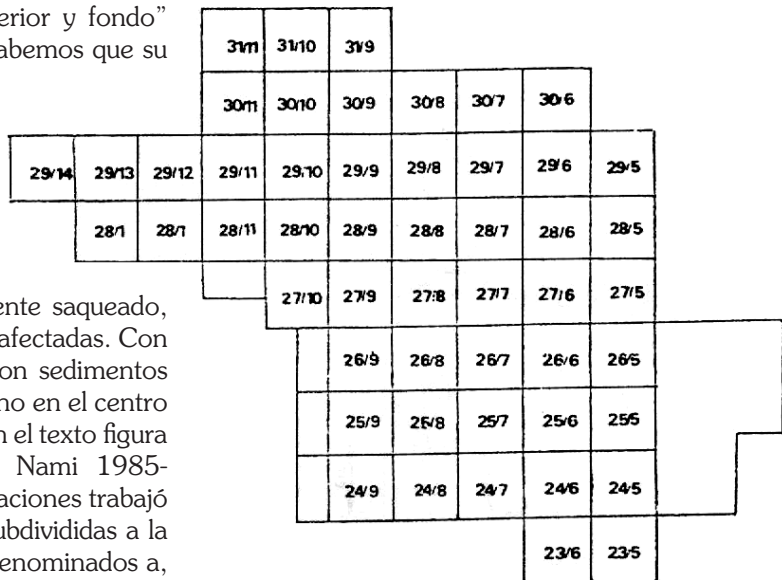 erior y fondo”
abemos que su
ente saqueado,
afectadas. Con
on sedimentos
no en el centro
n el texto figura
Nami 1985-
aciones trabajó
ubdivididas a la
enominados a,
31/11 31/10 31/9
30/11 30/10 30/9 30/8 30/7 30/6
29/14 29/13 29/12 29/11 29/10 29/9 29/8 29/7 29/6 29/5
28/1 28/1 28/11 28/10 28/9 28/8 28/7 28/6 28/5
27/10 27/9 27/8 27/7 27/6 27/5
26/9 26/8 26/7 26/6 26/5
25/9 25/8 25/7 25/6 25/5
24/9 24/8 24/7 24/6 24/5
23/6 23/5